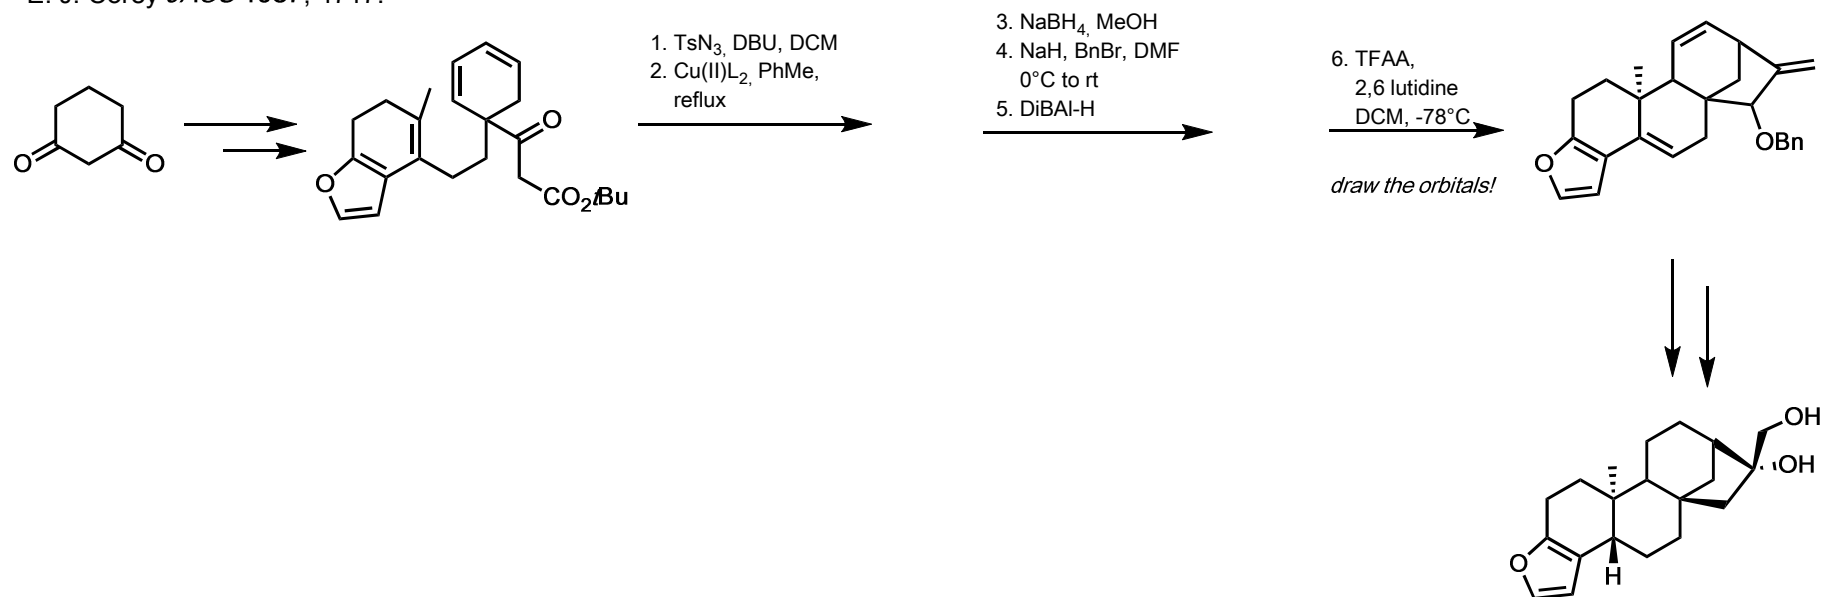 E. J. Corey JACS 1987, 4717.
1. TsN3, DBU, DCM
2. Cu(II)L2, PhMe,
reflux
3. NaBH4, MeOH
4. NaH, BnBr, DMF
0°C to rt
5. DiBAl-H
6. TFAA,
2,6 lutidine
DCM, -78°C
draw the orbitals!
O
O
O
O
CO2tBu
O
OBn
OH
OH
O
H